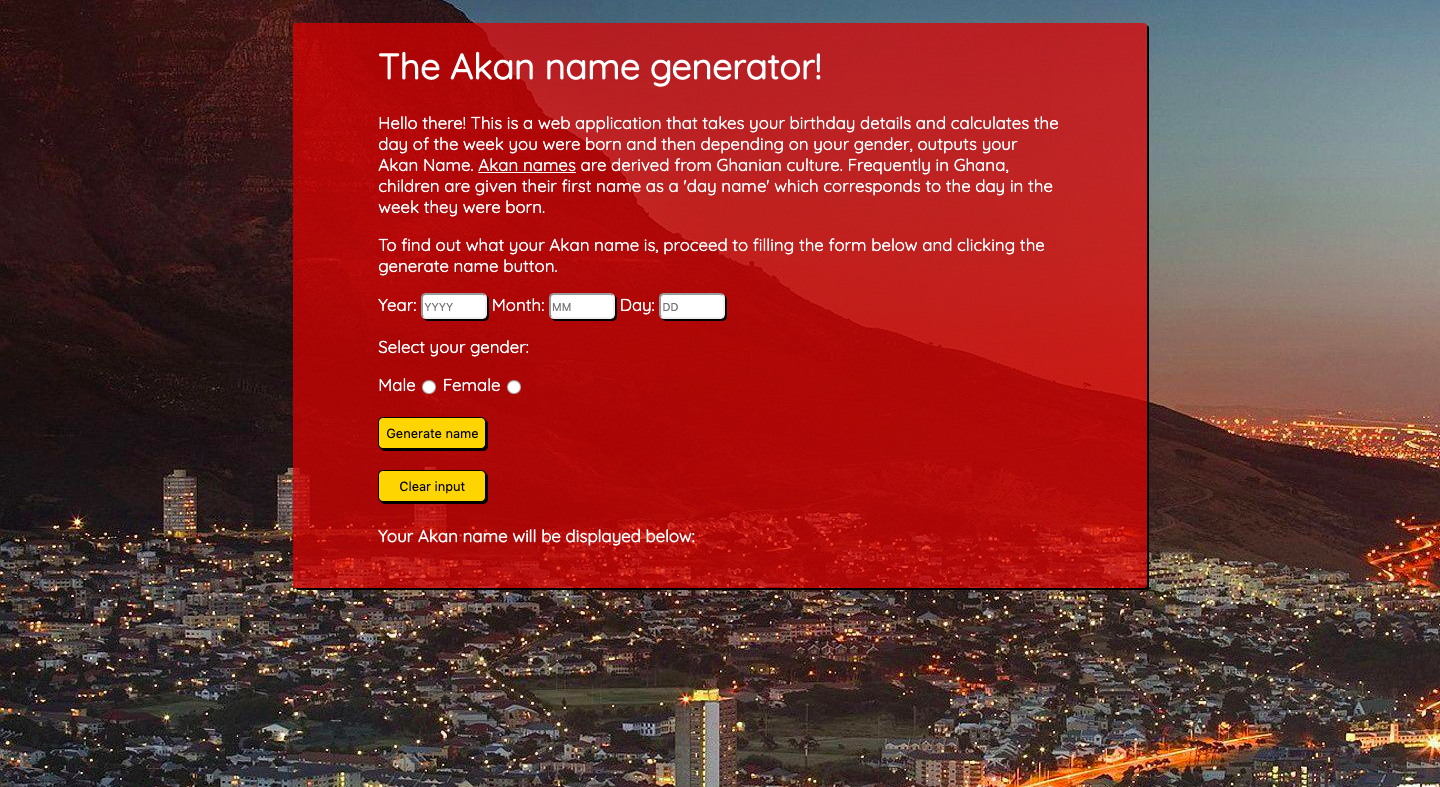 The Akan name generator!
Hello there! This is a web application that takes your birthday details and calculates the
day of the week you were born and then depending on your gender, outputs your
Akan Name. Akan names are derived from Ghanian culture. Frequently in Ghana,
children are given their first name as a 'day name' which corresponds to the day in the
week they were born.
To find out what your Akan name is, proceed to filling the form below and clicking the
generate name button.
Year: YYYY Month: MM Day: DD
Select your gender:
Male Female
Generate name
Clear input
Your Akan name will be displayed below: